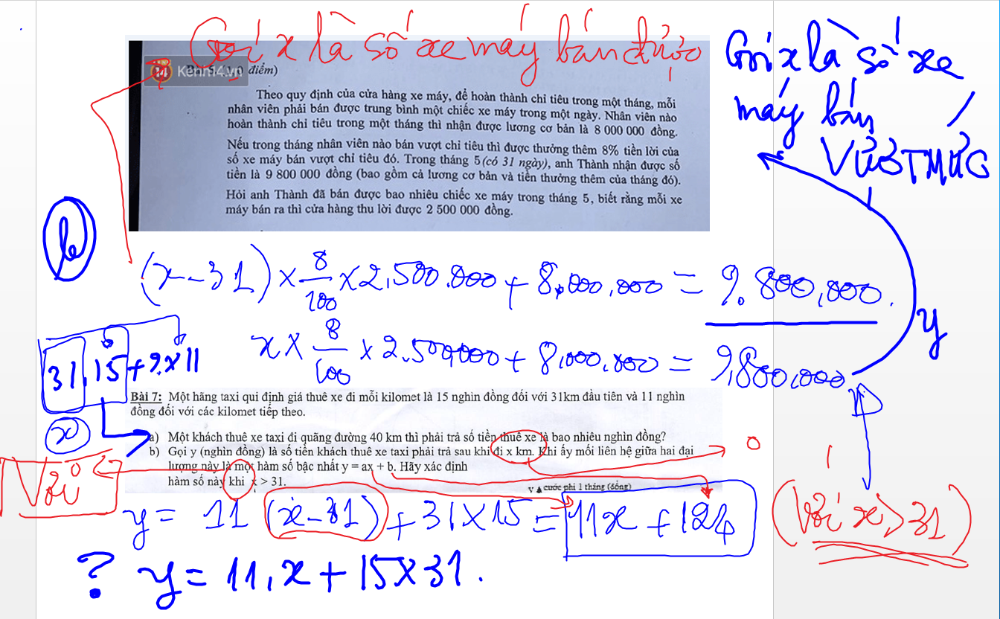 Gọi x là số xe máy bán được
Gọi x là số xe
máy bán
VƯỢT MỨC
Kenh14.vn điểm)
Theo quy định của cửa hàng xe máy, để hoàn thành chỉ tiêu trong một tháng, mỗi
nhân viên phải bán được trung bình một chiếc xe máy trong một ngày. Nhân viên nào
hoàn thành chỉ tiêu trong một tháng thì nhận được lương cơ bản là 8 000 000 đồng.
Nếu trong tháng nhân viên nào bán vượt chỉ tiêu thì được thưởng thêm 8% tiền lời của
số xe máy bán vượt chỉ tiêu đó. Trong tháng 5 (có 31 ngày), anh Thành nhận được số
tiền là 9 800 000 đồng (bao gồm cả lương cơ bản và tiền thưởng thêm của tháng đó).
Hỏi anh Thành đã bán được bao nhiêu chiếc xe máy trong tháng 5, biết rằng mỗi xe
máy bán ra thì cửa hàng thu lời được 2 500 000 đồng.
b
(x-31) × 8/100 × 2.500.000 + 8,000,000 = 9.800,000.
y
x × 8/100 × 2.500,000 + 8,000,000 = 9,800,000
31.15+9×11
Bài 7: Một hãng taxi qui định giá thuê xe đi mỗi kilomet là 15 nghìn đồng đối với 31km đầu tiên và 11 nghìn
đồng đối với các kilomet tiếp theo.
x
a) Một khách thuê xe taxi đi quãng đường 40 km thì phải trả số tiền thuê xe là bao nhiêu nghìn đồng?
b) Gọi y (nghìn đồng) là số tiền khách thuê xe taxi phải trả sau khi đi x km. Khi ấy mối liên hệ giữa hai đại
lượng này là một hàm số bậc nhất y = ax + b. Hãy xác định
hàm số này khi x > 31.
Với
y ▲ cước phí 1 tháng (đồng)
y = 11 (x-31) + 31×15 = 11x + 124
(Với x > 31)
? y = 11.x + 15×31.